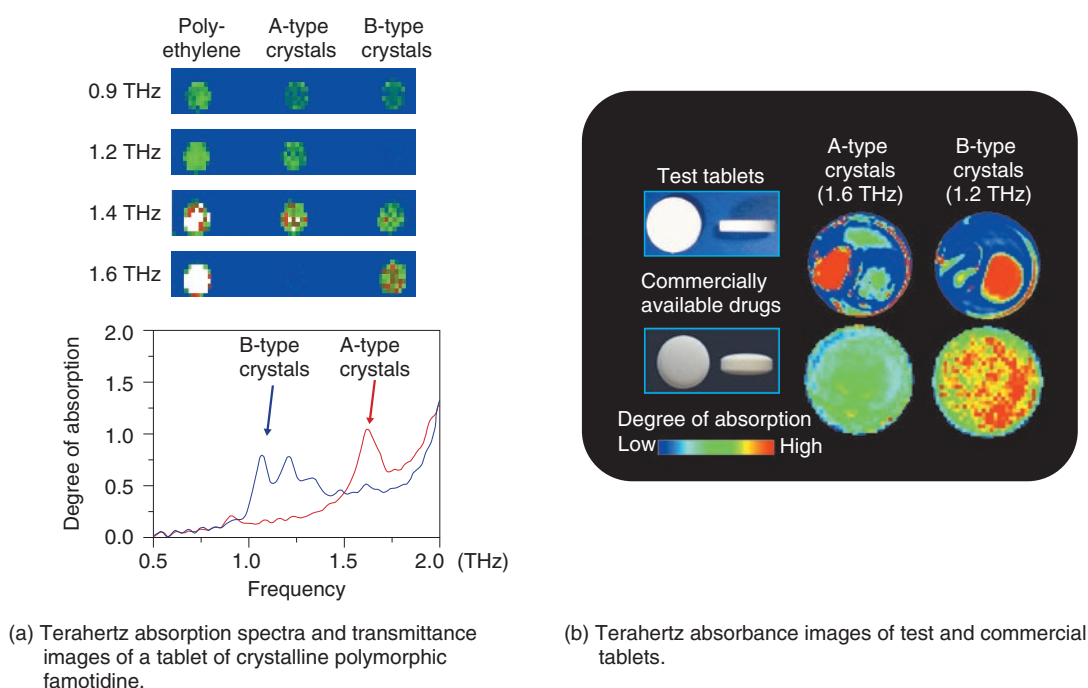 Poly-
ethylene
A-type
crystals
B-type
crystals
0.9 THz
1.2 THz
1.4 THz
1.6 THz
2.0
1.5
1.0
0.5
0.0
Degree of absorption
B-type
crystals
A-type
crystals
0.5
1.0
1.5
2.0
(THz)
Frequency
(a) Terahertz absorption spectra and transmittance
images of a tablet of crystalline polymorphic
famotidine.
A-type
crystals
(1.6 THz)
B-type
crystals
(1.2 THz)
Test tablets
Commercially
available drugs
Degree of absorption
Low
High
(b) Terahertz absorbance images of test and commercial
tablets.